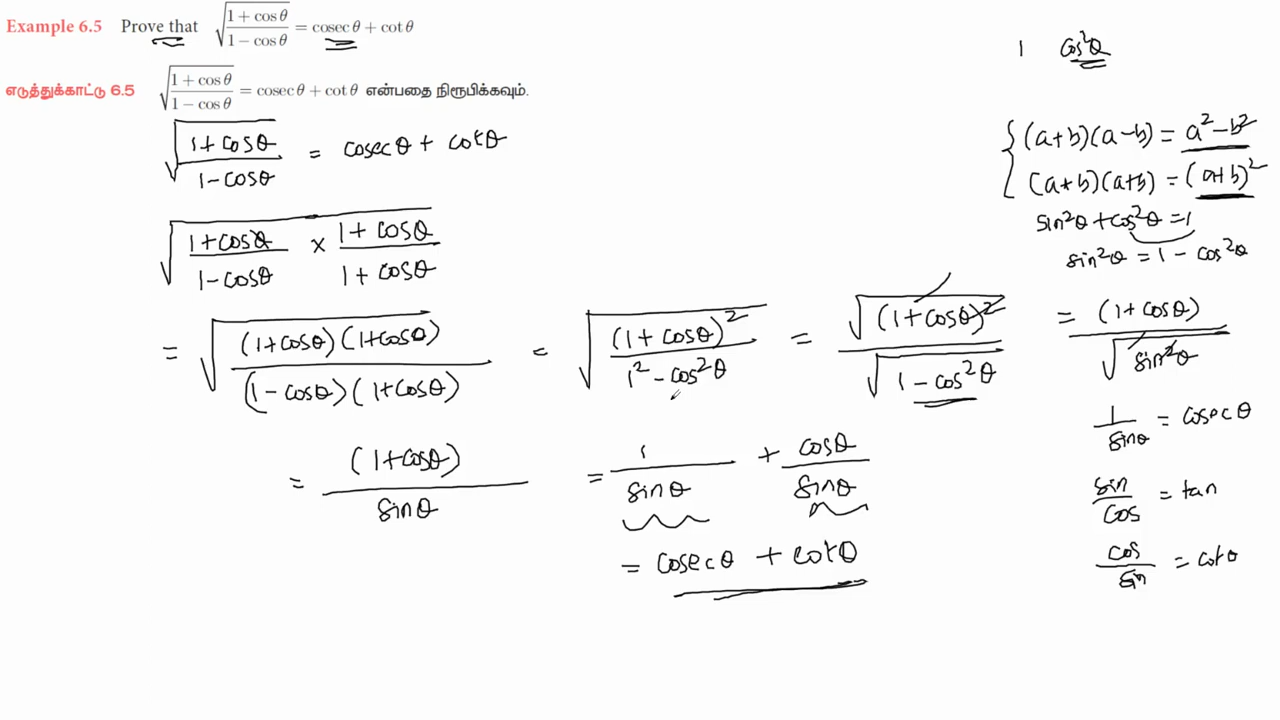 Example 6.5 Prove that √((1 + cos θ)/(1 − cos θ)) = cosec θ + cot θ
எடுத்துக்காட்டு 6.5 √((1 + cos θ)/(1 − cos θ)) = cosec θ + cot θ என்பதை நிரூபிக்கவும்.
√((1+cosθ)/(1-cosθ)) = cosecθ + cotθ
√((1+cosθ)/(1-cosθ) × (1+cosθ)/(1+cosθ))
= √((1+cosθ)(1+cosθ)/(1-cosθ)(1+cosθ)) = √((1+cosθ)²/(1²-cos²θ)) = √(1+cosθ)²/√(1-cos²θ) = (1+cosθ)/√sin²θ
= (1+cosθ)/sinθ = 1/sinθ + cosθ/sinθ
= cosecθ + cotθ
1 cos²θ
(a+b)(a-b) = a²-b²
(a+b)(a+b) = (a+b)²
sin²θ + cos²θ = 1
sin²θ = 1 - cos²θ
1/sinθ = cosecθ
sin/cos = tan
cos/sin = cotθ